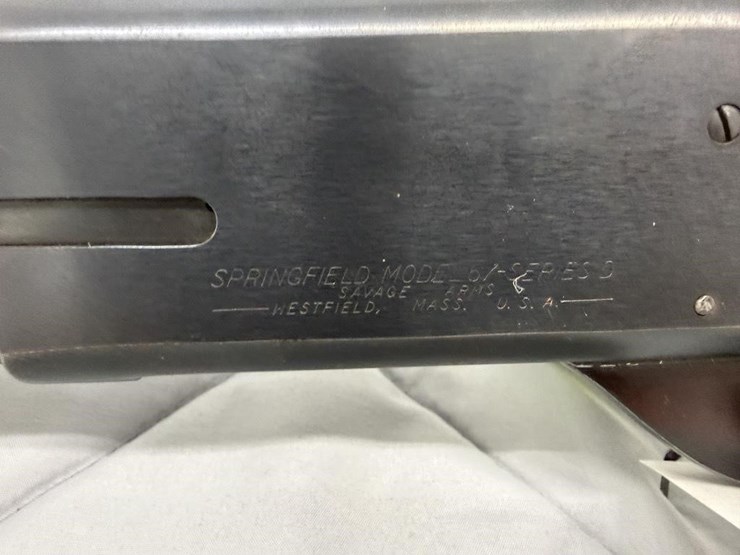 SPRINGFIELD MODEL 67-SERIES B
SAVAGE ARMS
WESTFIELD, MASS. U.S.A.